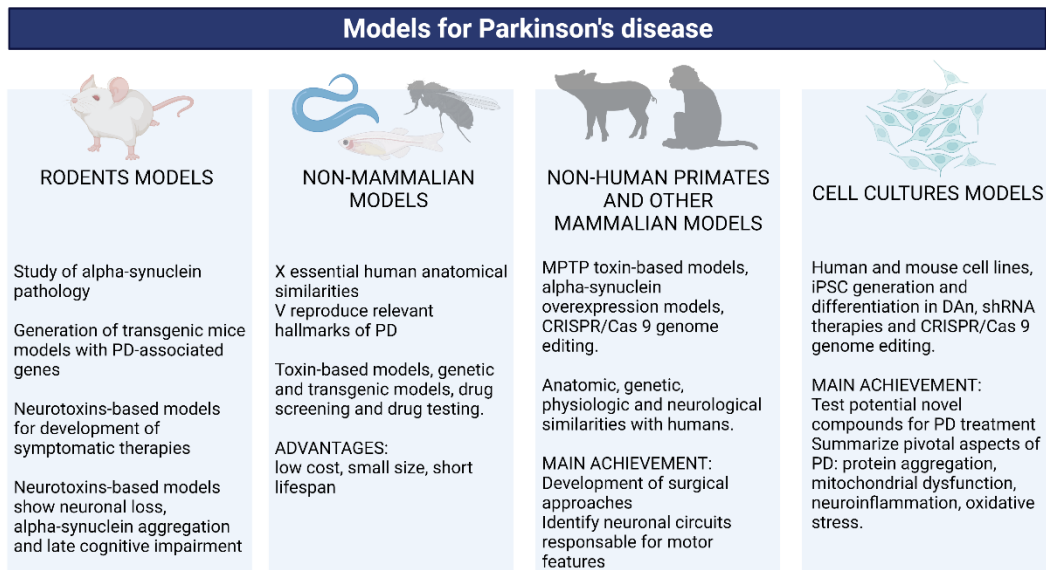 Models for Parkinson's disease
RODENTS MODELS
Study of alpha-synuclein
pathology
Generation of transgenic mice
models with PD-associated
genes
Neurotoxins-based models
for development of
symptomatic therapies
Neurotoxins-based models
show neuronal loss,
alpha-synuclein aggregation
and late cognitive impairment
NON-MAMMALIAN
MODELS
X essential human anatomical
similarities
V reproduce relevant
hallmarks of PD
Toxin-based models, genetic
and transgenic models, drug
screening and drug testing.
ADVANTAGES:
low cost, small size, short
lifespan
NON-HUMAN PRIMATES
AND OTHER
MAMMALIAN MODELS
MPTP toxin-based models,
alpha-synuclein
overexpression models,
CRISPR/Cas 9 genome
editing.
Anatomic, genetic,
physiologic and neurological
similarities with humans.
MAIN ACHIEVEMENT:
Development of surgical
approaches
Identify neuronal circuits
responsable for motor
features
CELL CULTURES MODELS
Human and mouse cell lines,
iPSC generation and
differentiation in DAn, shRNA
therapies and CRISPR/Cas 9
genome editing.
MAIN ACHIEVEMENT:
Test potential novel
compounds for PD treatment
Summarize pivotal aspects of
PD: protein aggregation,
mitochondrial dysfunction,
neuroinflammation, oxidative
stress.